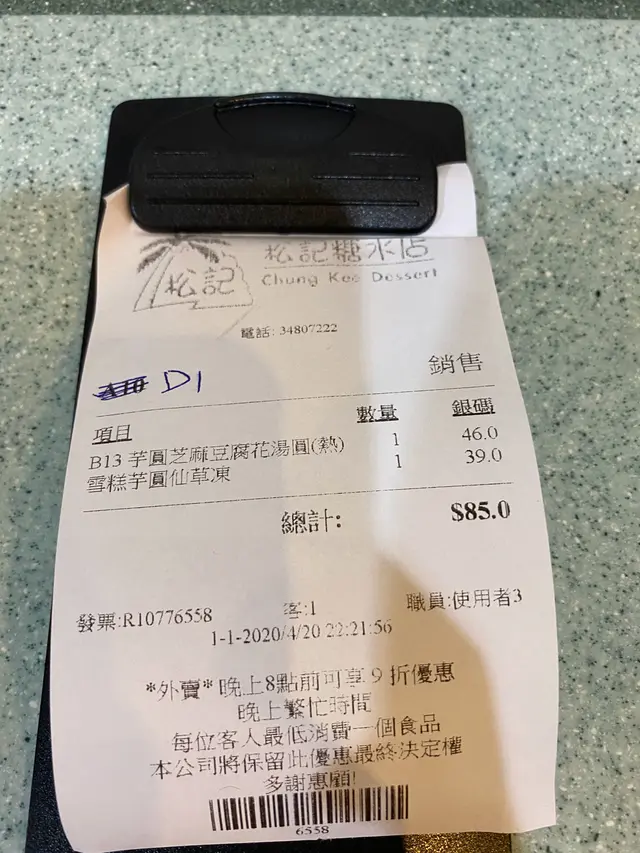 松記
松記糖水店
Chung Kee Dessert
電話: 34807222
D1
銷售
項目 數量 銀碼
B13 芋圓芝麻豆腐花湯圓(熱) 1 46.0
雪糕芋圓仙草凍 1 39.0
總計: $85.0
發票:R10776558 客:1 職員:使用者3
1-1-2020/4/20 22:21:56
*外賣* 晚上8點前可享 9 折優惠
晚上繁忙時間
每位客人最低消費一個食品
本公司將保留此優惠最終決定權
多謝惠顧!
6558